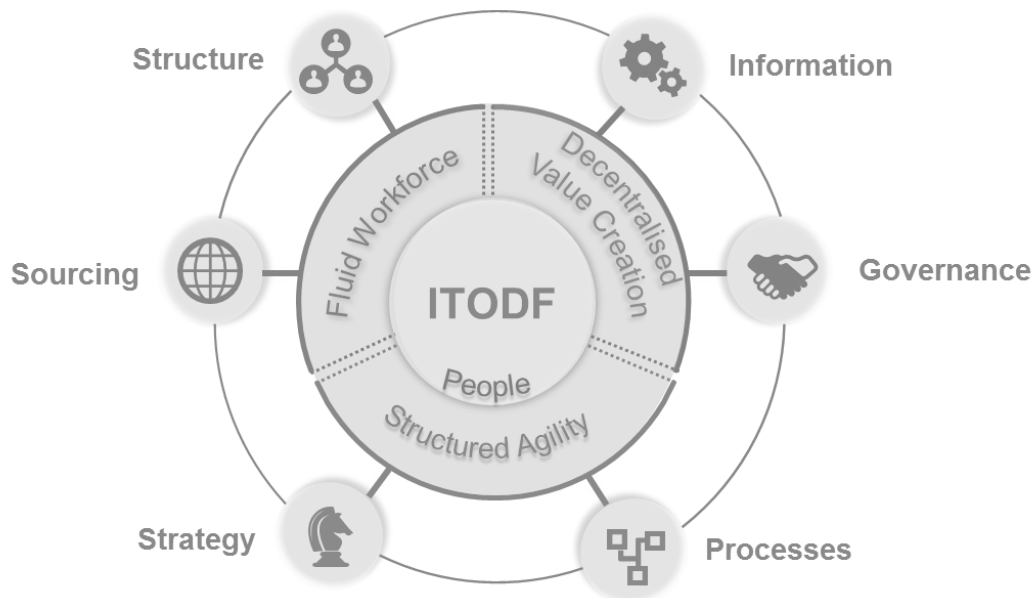 Structure
Information
Fluid Workforce
Decentralised
Value Creation
Sourcing
Governance
ITODF
People
Structured Agility
Strategy
Processes